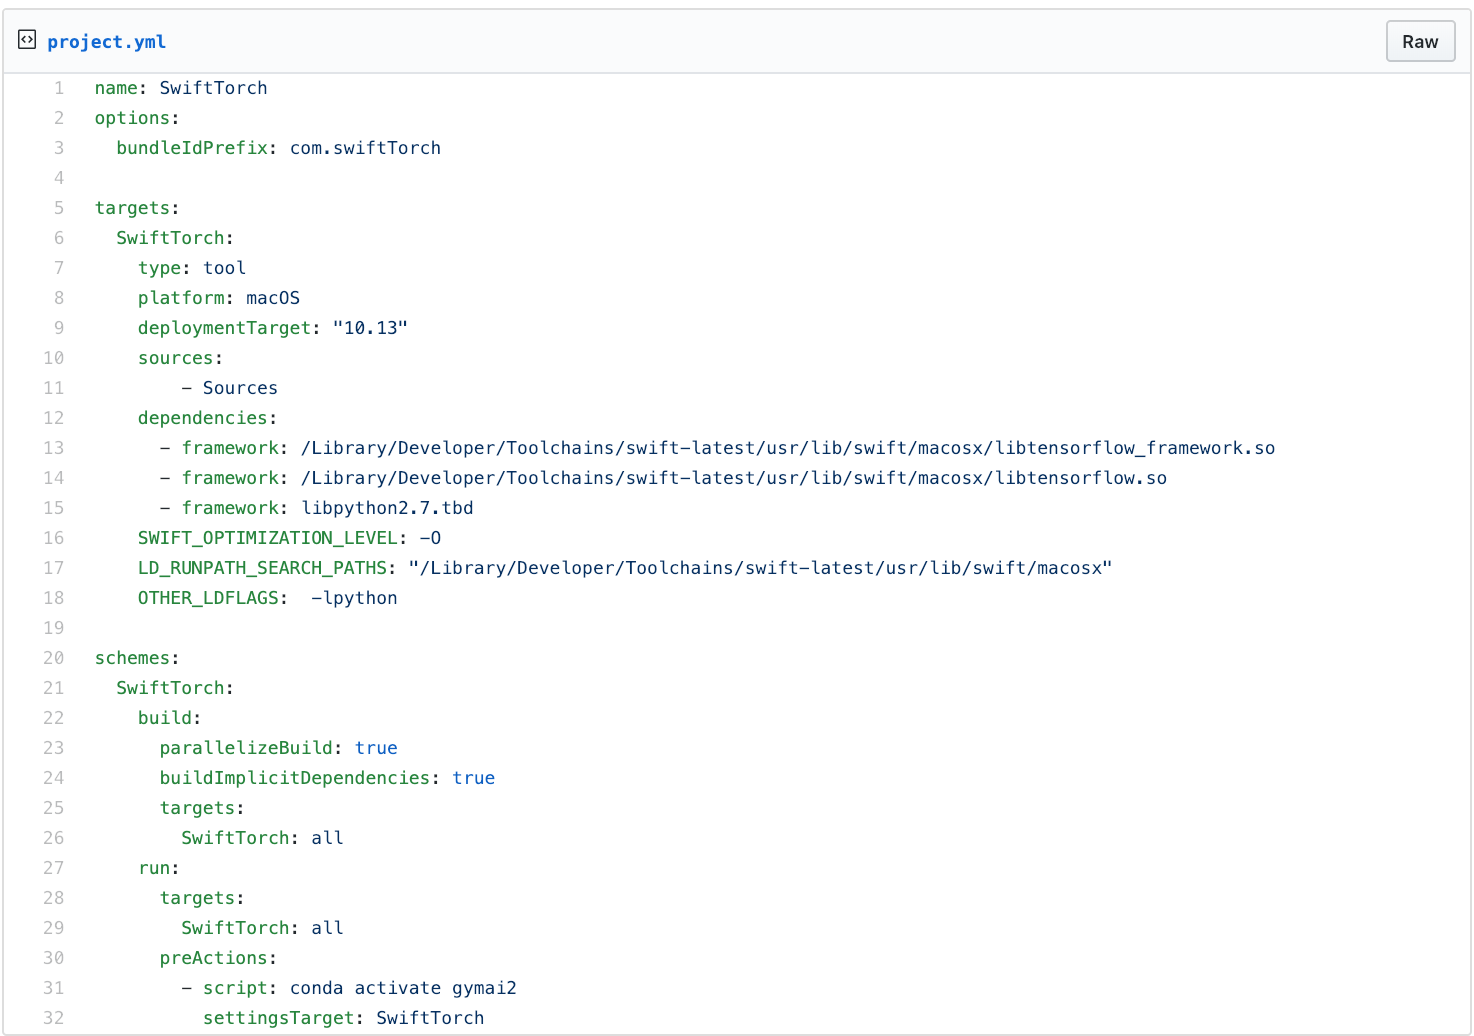 project.yml
Raw
1 name: SwiftTorch
2 options:
3   bundleIdPrefix: com.swiftTorch
4
5 targets:
6   SwiftTorch:
7     type: tool
8     platform: macOS
9     deploymentTarget: "10.13"
10     sources:
11         - Sources
12     dependencies:
13       - framework: /Library/Developer/Toolchains/swift-latest/usr/lib/swift/macosx/libtensorflow_framework.so
14       - framework: /Library/Developer/Toolchains/swift-latest/usr/lib/swift/macosx/libtensorflow.so
15       - framework: libpython2.7.tbd
16     SWIFT_OPTIMIZATION_LEVEL: -O
17     LD_RUNPATH_SEARCH_PATHS: "/Library/Developer/Toolchains/swift-latest/usr/lib/swift/macosx"
18     OTHER_LDFLAGS:  -lpython
19
20 schemes:
21   SwiftTorch:
22     build:
23       parallelizeBuild: true
24       buildImplicitDependencies: true
25       targets:
26         SwiftTorch: all
27     run:
28       targets:
29         SwiftTorch: all
30       preActions:
31         - script: conda activate gymai2
32           settingsTarget: SwiftTorch